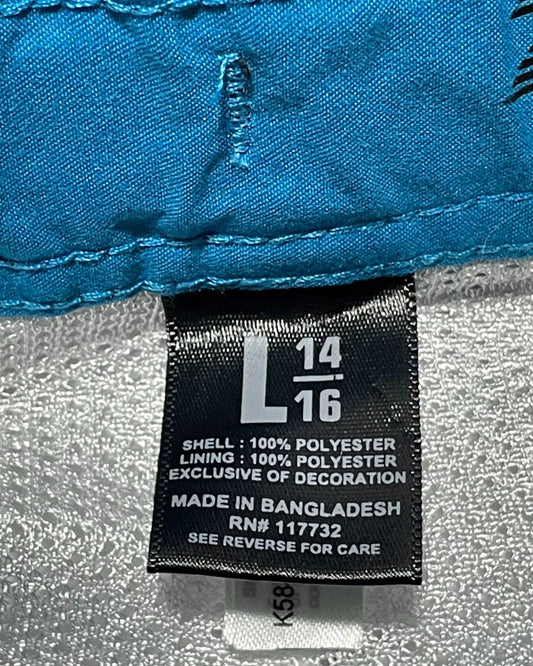 L 14
16
SHELL : 100% POLYESTER
LINING : 100% POLYESTER
EXCLUSIVE OF DECORATION
MADE IN BANGLADESH
RN# 117732
SEE REVERSE FOR CARE
K58